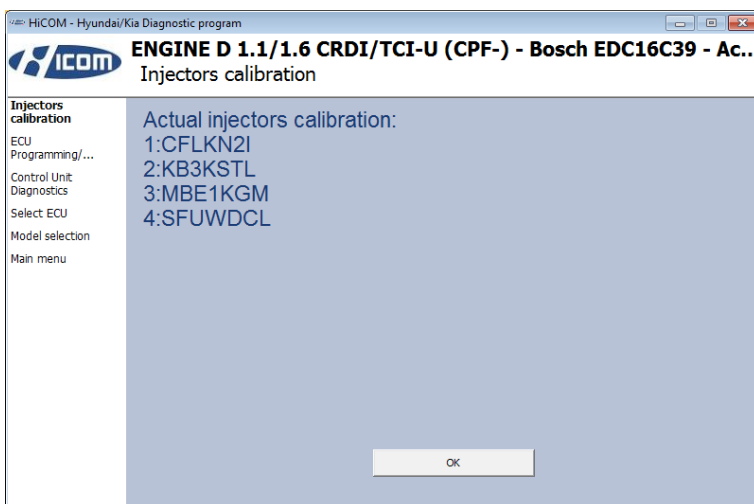 HiCOM - Hyundai/Kia Diagnostic program
HICOM
ENGINE D 1.1/1.6 CRDI/TCI-U (CPF-) - Bosch EDC16C39 - Ac...
Injectors calibration
Injectors
calibration
ECU
Programming/...
Control Unit
Diagnostics
Select ECU
Model selection
Main menu
Actual injectors calibration:
1:CFLKN2I
2:KB3KSTL
3:MBE1KGM
4:SFUWDCL
OK